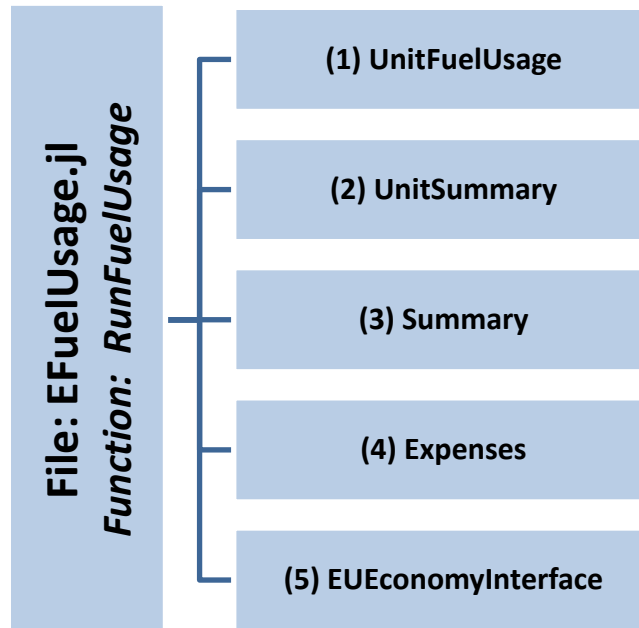 File: EFuelUsage.jl
Function: RunFuelUsage
(1) UnitFuelUsage
(2) UnitSummary
(3) Summary
(4) Expenses
(5) EUEconomyInterface